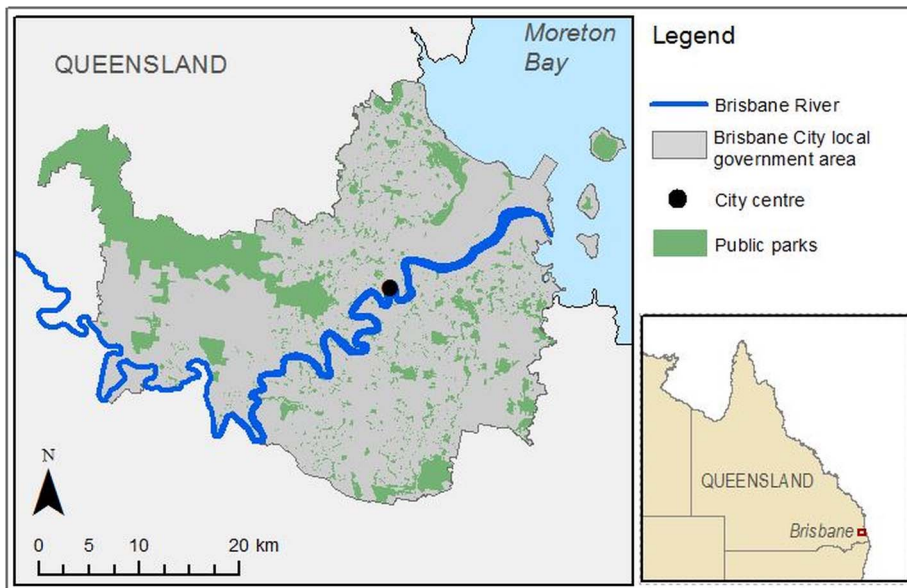 QUEENSLAND
Moreton
Bay
N
0 5 10 20 km
Legend
Brisbane River
Brisbane City local
government area
City centre
Public parks
QUEENSLAND
Brisbane